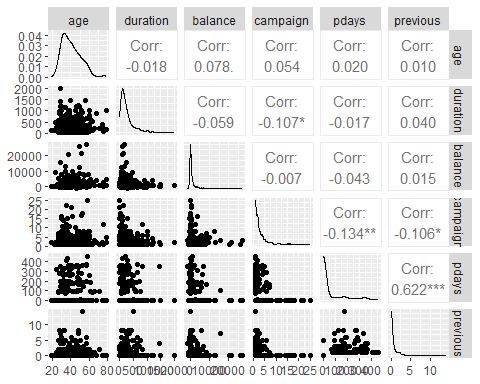 age duration balance campaign pdays previous
0.04
0.03
0.02
0.01
0.00
Corr:
-0.018
Corr:
0.078.
Corr:
0.054
Corr:
0.020
Corr:
0.010
age
2000
1500
1000
500
0
Corr:
-0.059
Corr:
-0.107*
Corr:
-0.017
Corr:
0.040
duration
20000
10000
0
Corr:
-0.007
Corr:
-0.043
Corr:
0.015
balance
25
20
15
10
5
0
Corr:
-0.134**
Corr:
-0.106*
campaign
400
300
200
100
0
Corr:
0.622***
pdays
10
5
0
previous
20 40 60 80
0 5 10 15 20 25
0 5 10